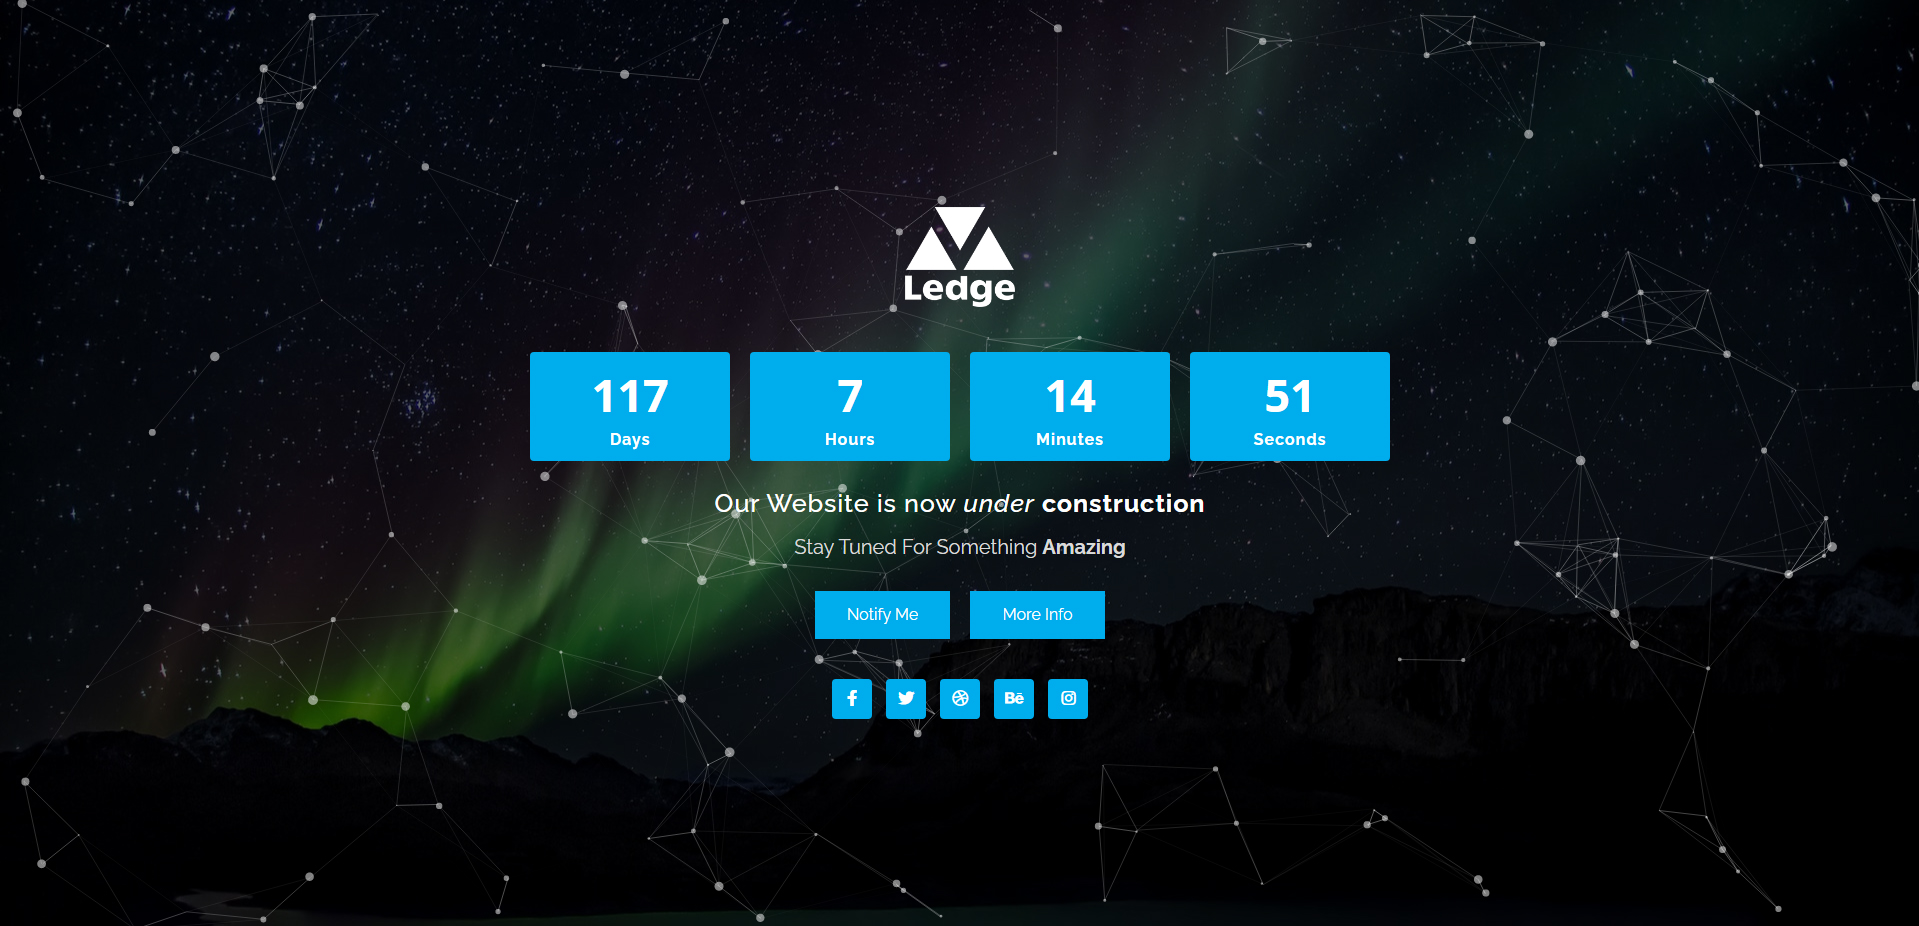 Ledge
117 7 14 51
Days Hours Minutes Seconds
Our Website is now under construction
Stay Tuned For Something Amazing
Notify Me More Info
Bē